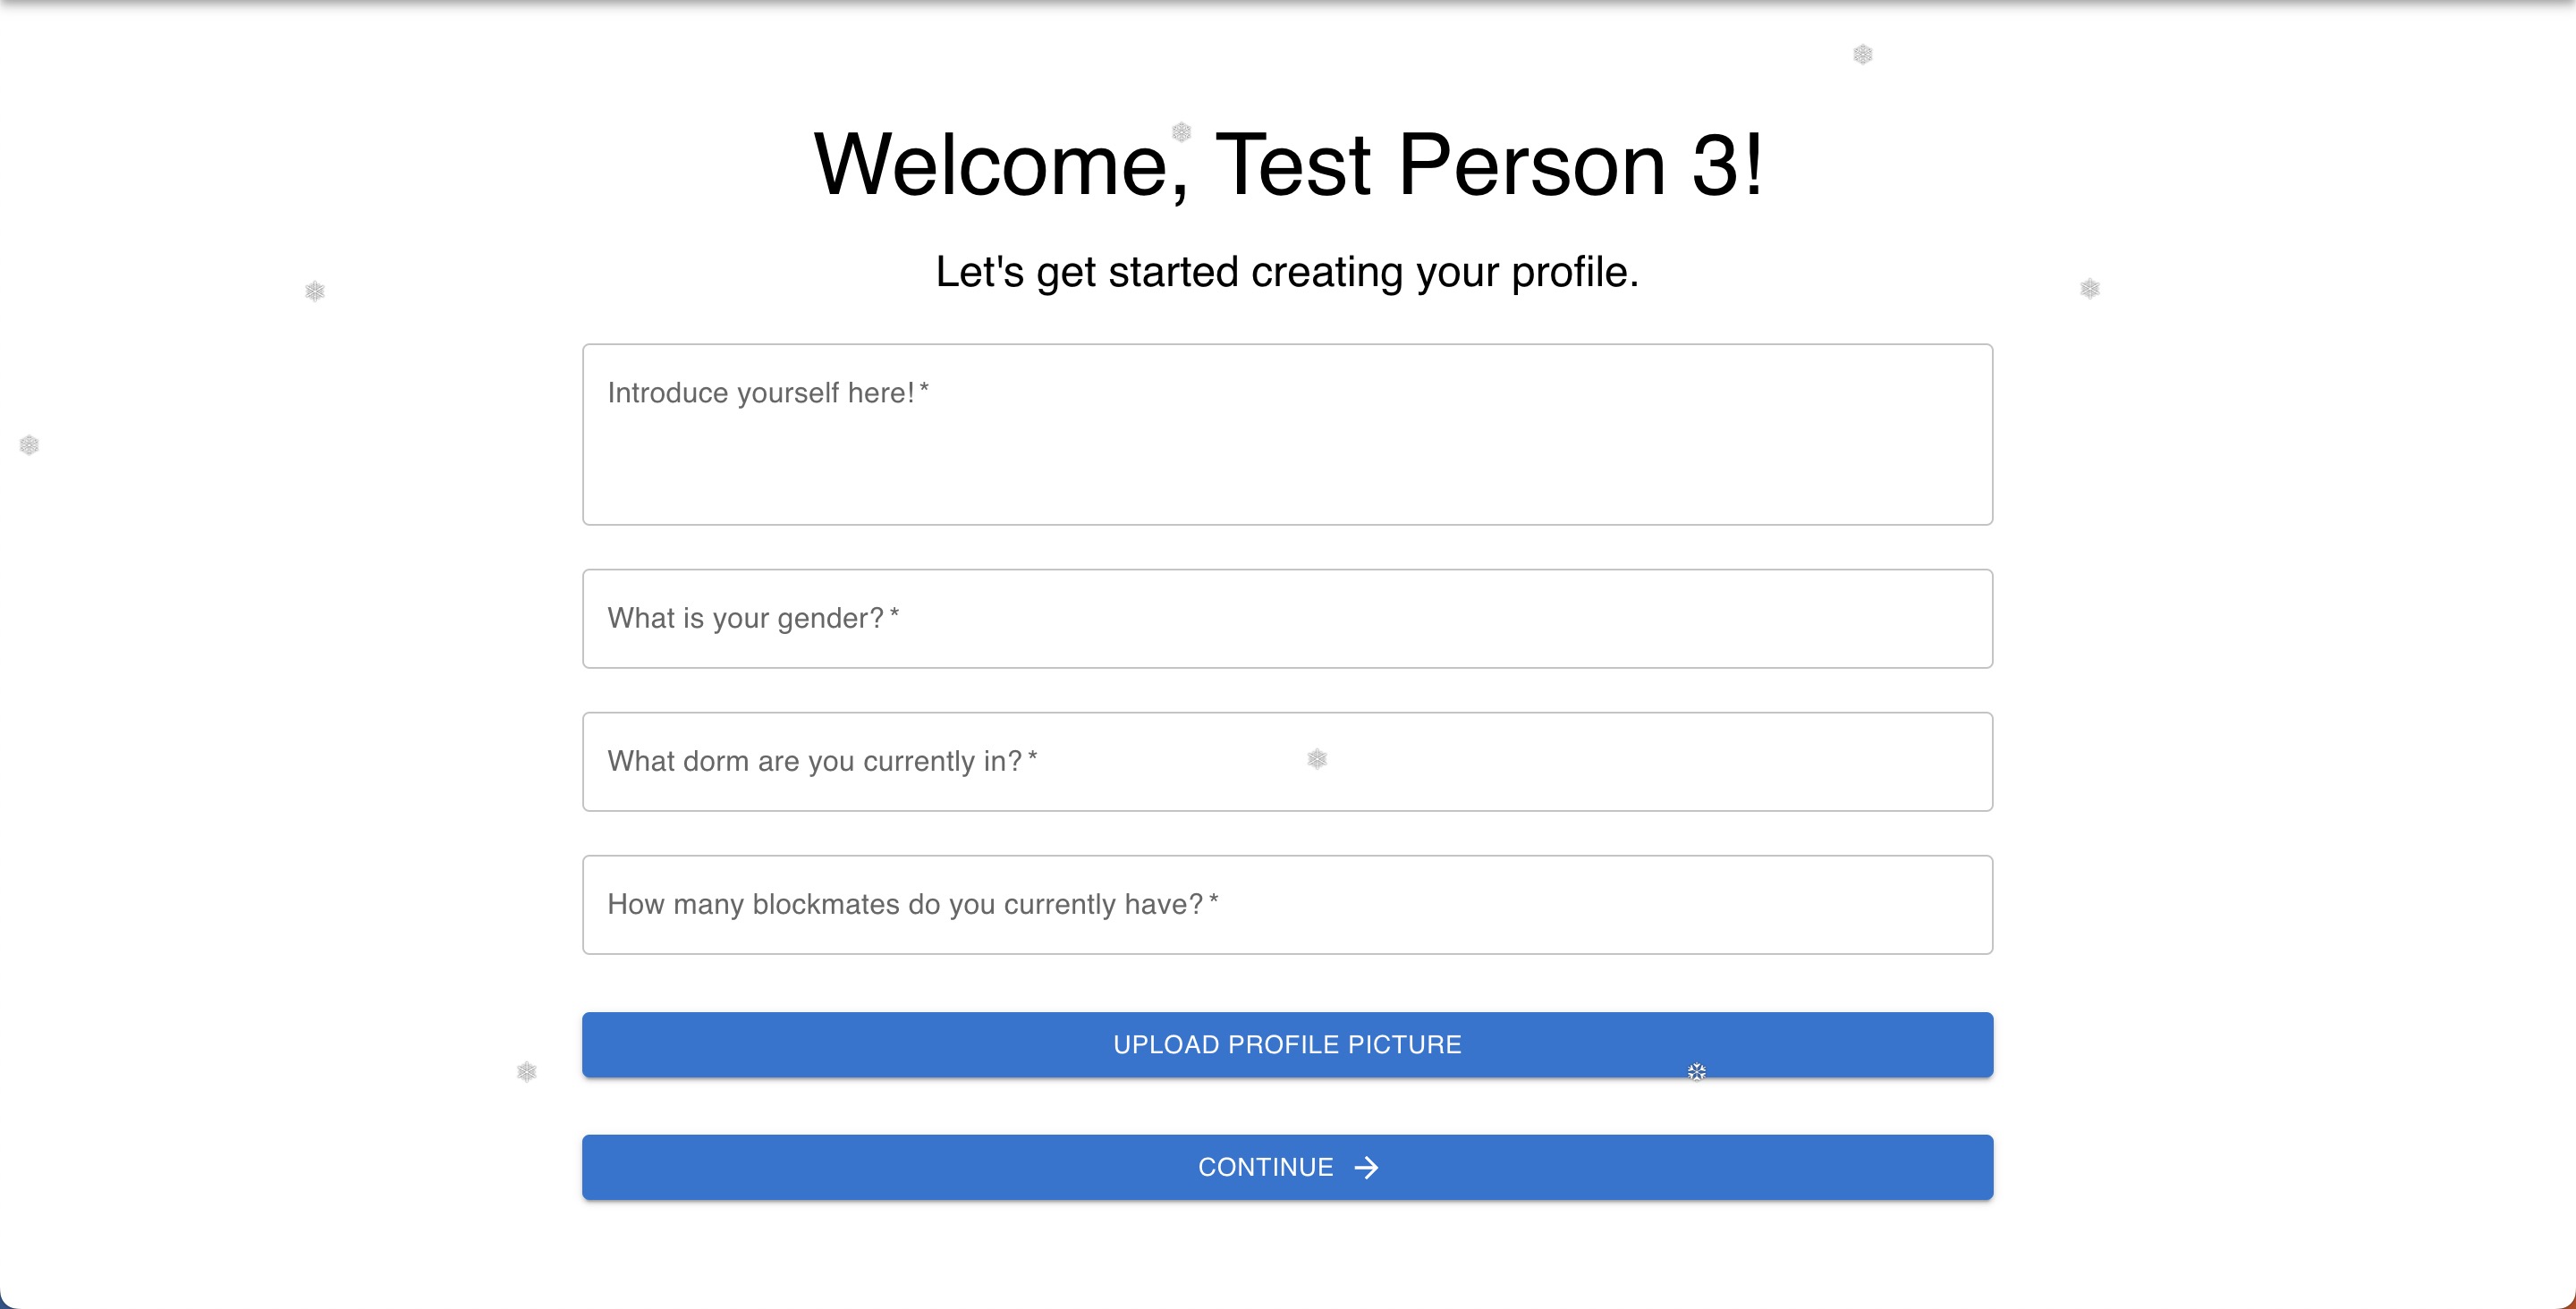 Welcome, Test Person 3!
Let's get started creating your profile.
Introduce yourself here! *
What is your gender? *
What dorm are you currently in? *
How many blockmates do you currently have? *
UPLOAD PROFILE PICTURE
CONTINUE →